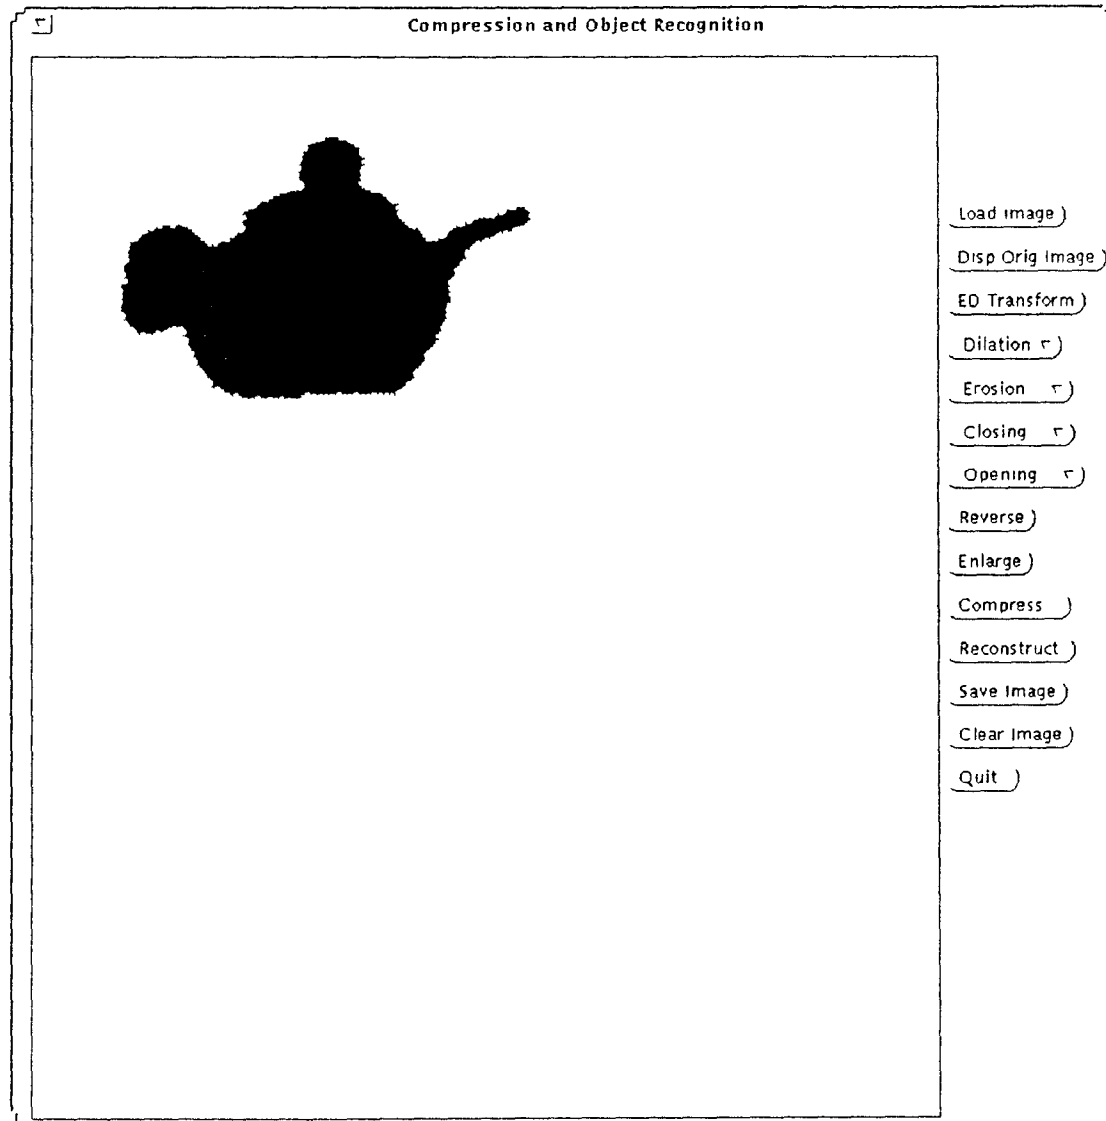 Compression and Object Recognition
Load Image
Disp Orig Image
ED Transform
Dilation
Erosion
Closing
Opening
Reverse
Enlarge
Compress
Reconstruct
Save Image
Clear Image
Quit